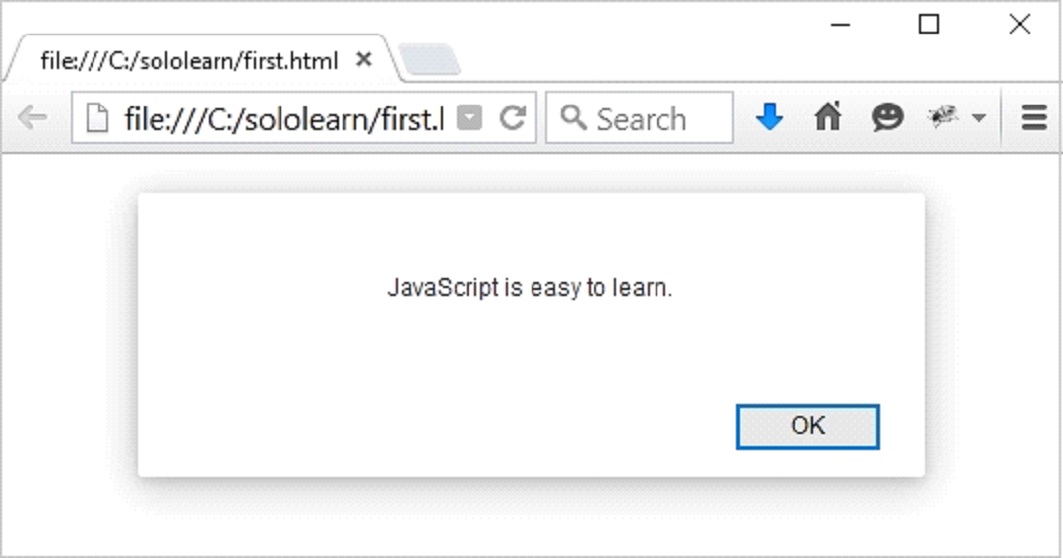 file:///C:/sololearn/first.html
file:///C:/sololearn/first.l
Search
JavaScript is easy to learn.
OK